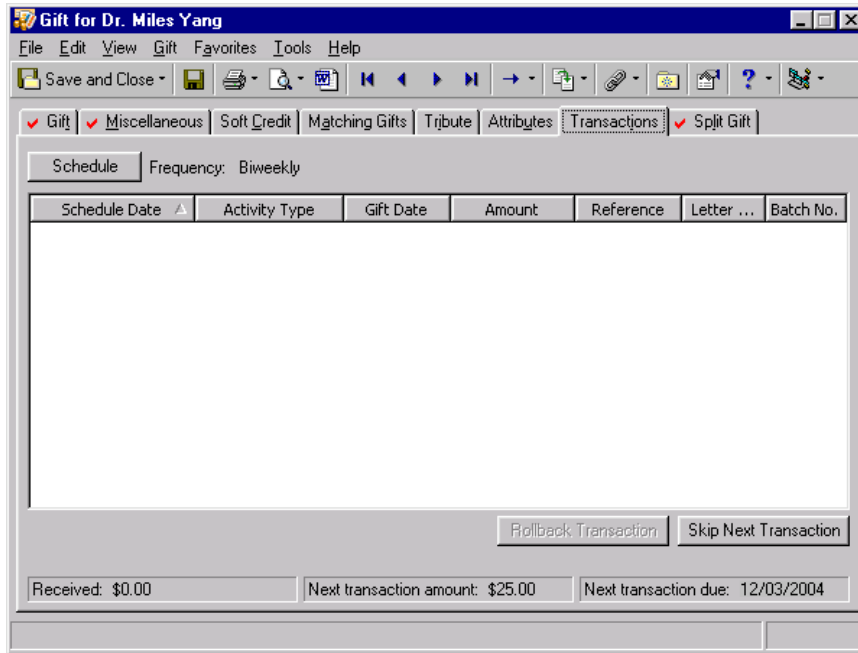 Gift for Dr. Miles Yang
File Edit View Gift Favorites Tools Help
Save and Close
Gift Miscellaneous Soft Credit Matching Gifts Tribute Attributes Transactions Split Gift
Schedule Frequency: Biweekly
Schedule Date Activity Type Gift Date Amount Reference Letter ... Batch No.
Rollback Transaction Skip Next Transaction
Received: $0.00 Next transaction amount: $25.00 Next transaction due: 12/03/2004